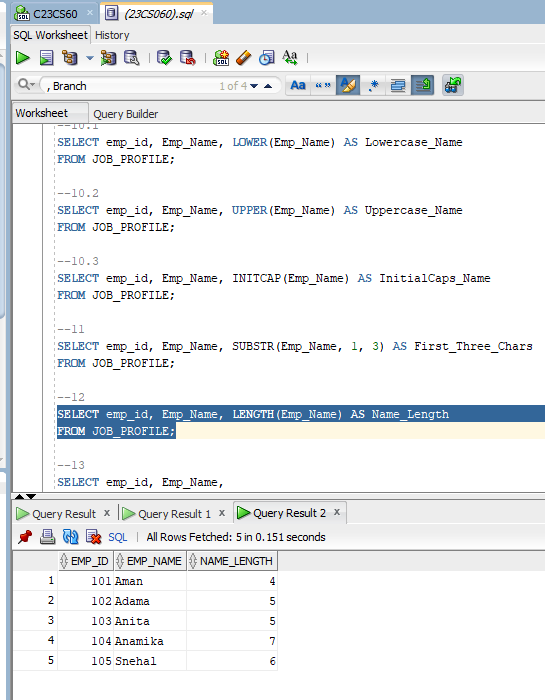 C23CS60 × (23CS060).sql ×
SQL Worksheet History
, Branch 1 of 4 Aa “” .*
Worksheet Query Builder
--10.1
SELECT emp_id, Emp_Name, LOWER(Emp_Name) AS Lowercase_Name
FROM JOB_PROFILE;
--10.2
SELECT emp_id, Emp_Name, UPPER(Emp_Name) AS Uppercase_Name
FROM JOB_PROFILE;
--10.3
SELECT emp_id, Emp_Name, INITCAP(Emp_Name) AS InitialCaps_Name
FROM JOB_PROFILE;
--11
SELECT emp_id, Emp_Name, SUBSTR(Emp_Name, 1, 3) AS First_Three_Chars
FROM JOB_PROFILE;
--12
SELECT emp_id, Emp_Name, LENGTH(Emp_Name) AS Name_Length
FROM JOB_PROFILE;
--13
SELECT emp_id, Emp_Name,
Query Result × Query Result 1 × Query Result 2 ×
SQL | All Rows Fetched: 5 in 0.151 seconds
EMP_ID EMP_NAME NAME_LENGTH
1 101 Aman 4
2 102 Adama 5
3 103 Anita 5
4 104 Anamika 7
5 105 Snehal 6